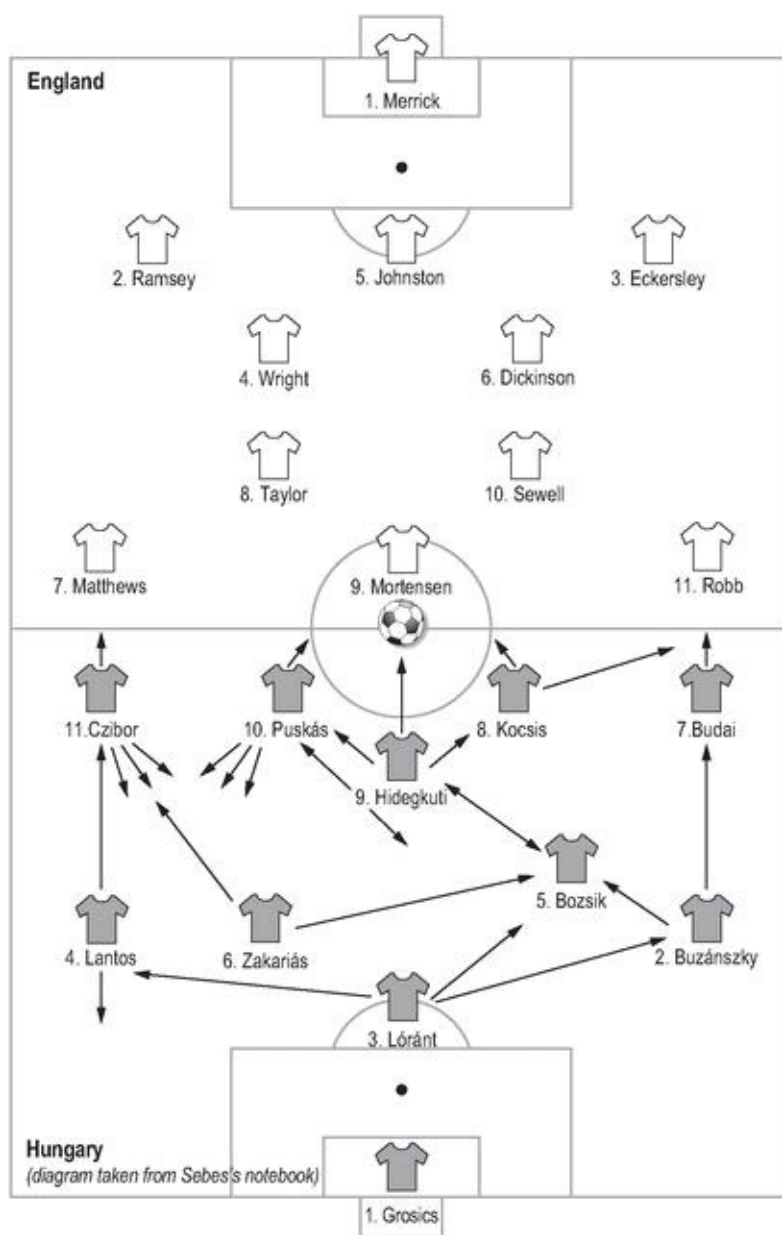 1. Merrick
England
2. Ramsey
5. Johnston
3. Eckersley
4. Wright
6. Dickinson
8. Taylor
10. Sewell
7. Matthews
9. Mortensen
11. Robb
11.Czibor
10. Puskás
8. Kocsis
7.Budai
9. Hidegkuti
5. Bozsik
4. Lantos
6. Zakariás
2. Buzánszky
3. Lóránt
Hungary
(diagram taken from Sebes's notebook)
1. Grosics